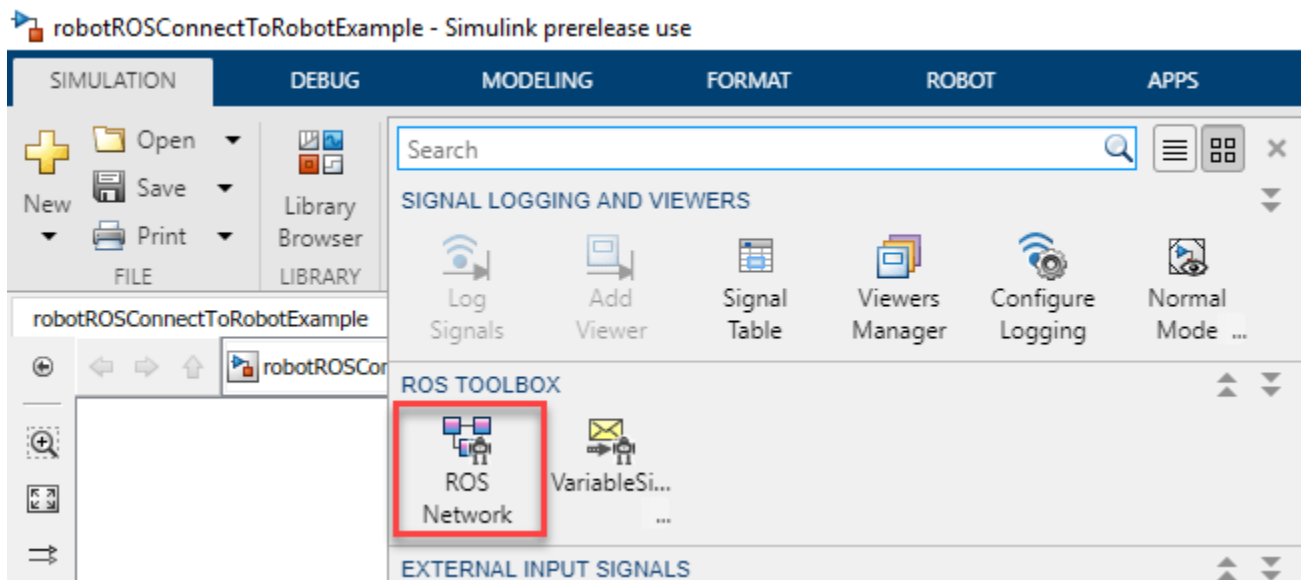 robotROSConnectToRobotExample - Simulink prerelease use
SIMULATION DEBUG MODELING FORMAT ROBOT APPS
New
Open
Save
Print
FILE
Library
Browser
LIBRARY
Search
SIGNAL LOGGING AND VIEWERS
Log
Signals
Add
Viewer
Signal
Table
Viewers
Manager
Configure
Logging
Normal
Mode ...
robotROSConnectToRobotExample
robotROSCor
ROS TOOLBOX
ROS
Network
VariableSi...
...
EXTERNAL INPUT SIGNALS